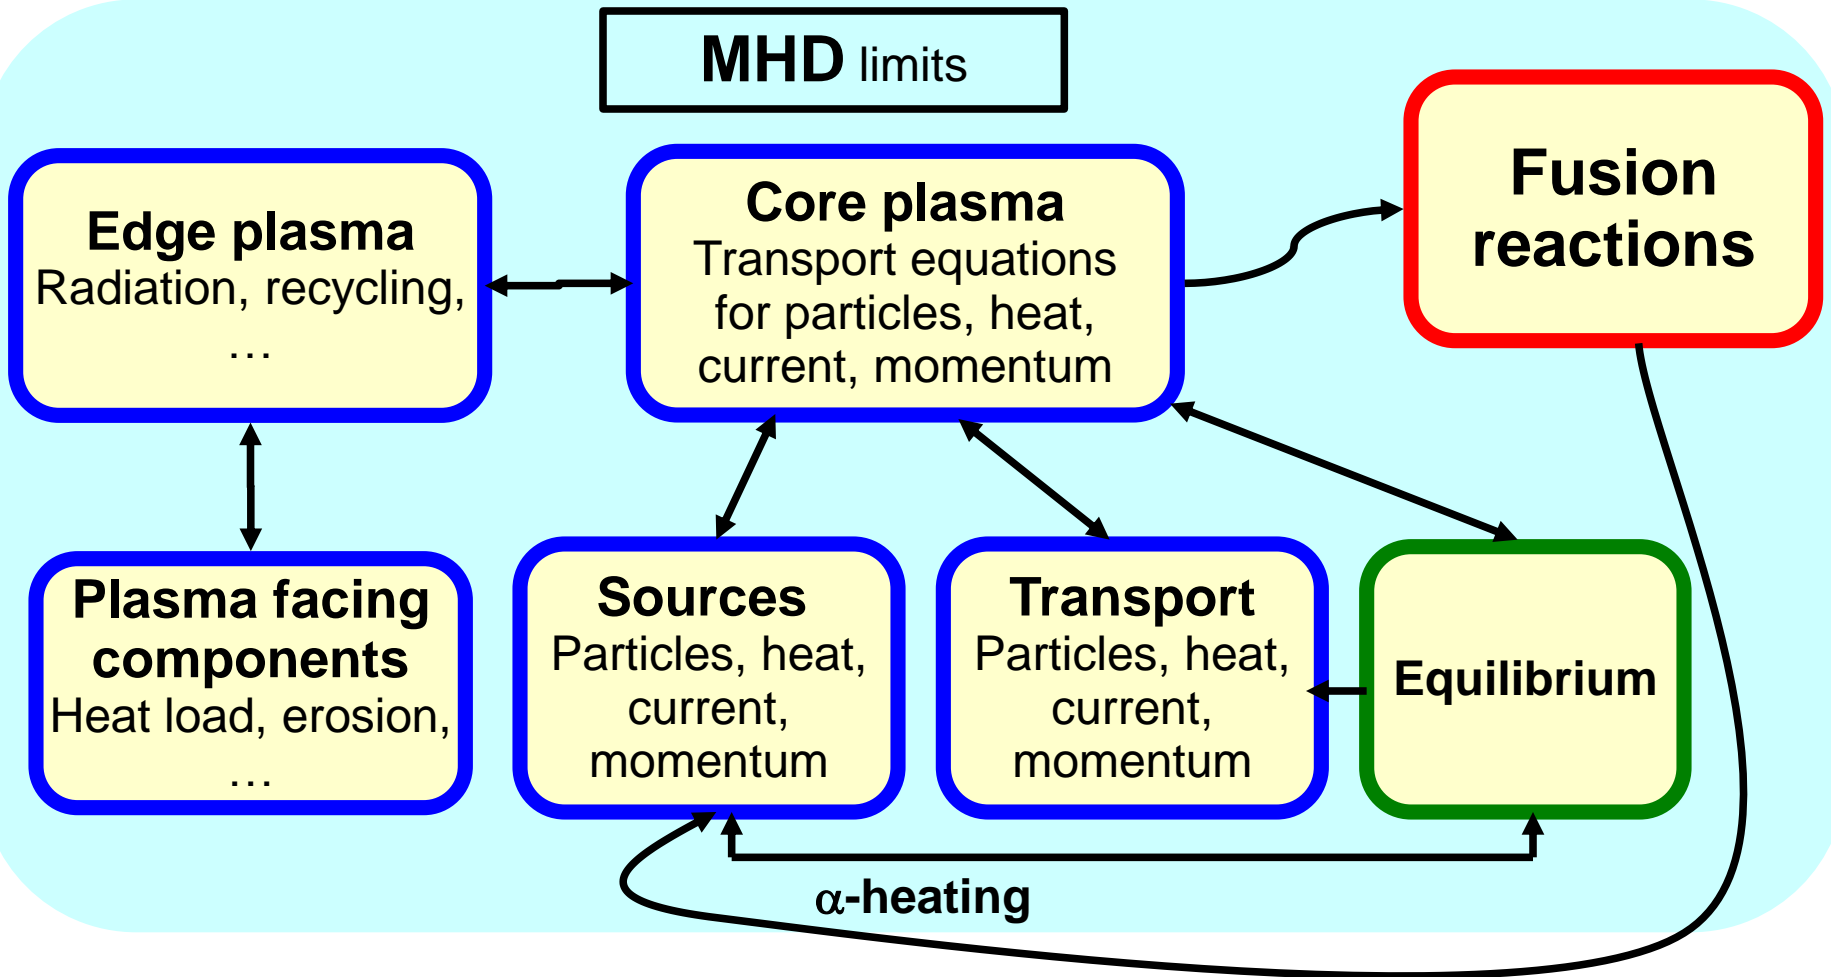 MHD limits
Edge plasma
Radiation, recycling,
…
Core plasma
Transport equations
for particles, heat,
current, momentum
Fusion
reactions
Plasma facing
components
Heat load, erosion,
…
Sources
Particles, heat,
current,
momentum
Transport
Particles, heat,
current,
momentum
Equilibrium
α-heating